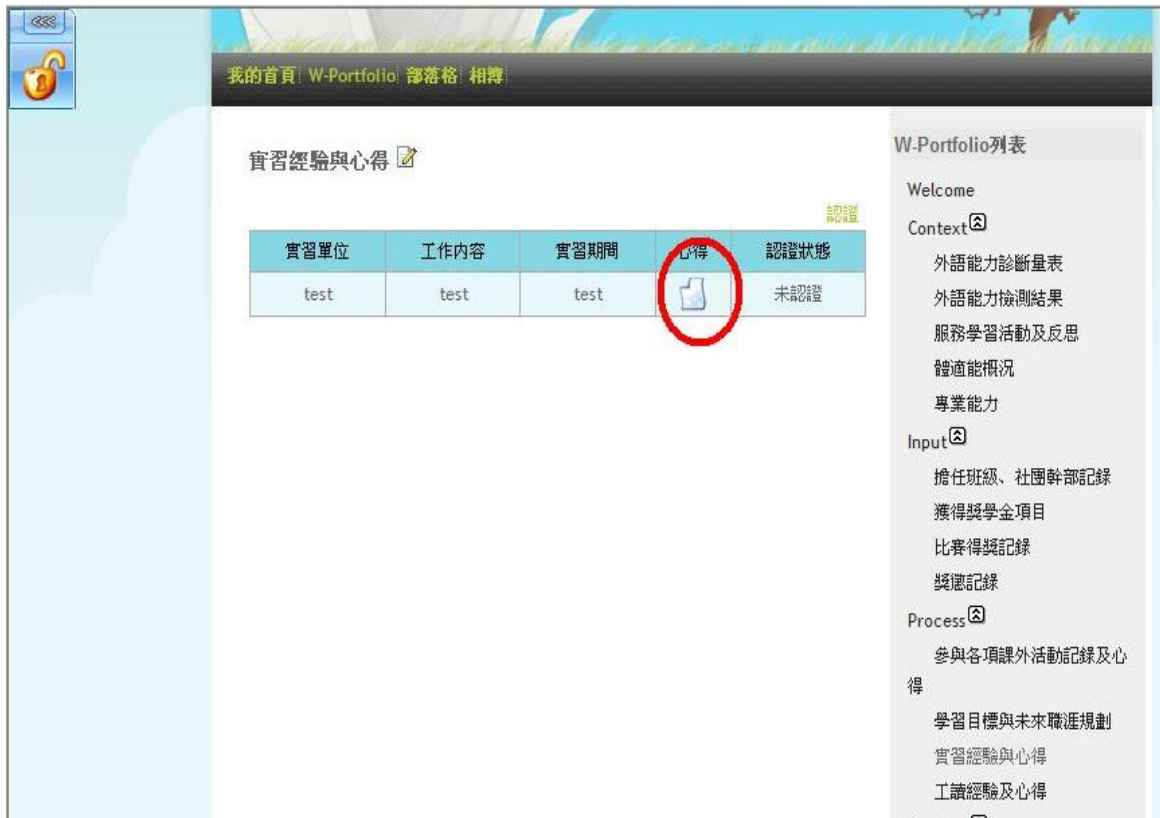 我的首頁 W-Portfolio 部落格 相簿
實習經驗與心得
認證
實習單位 工作內容 實習期間 心得 認證狀態
test test test 未認證
W-Portfolio列表
Welcome
Context
外語能力診斷量表
外語能力檢測結果
服務學習活動及反思
體適能概況
專業能力
Input
擔任班級、社團幹部記錄
獲得獎學金項目
比賽得獎記錄
獎懲記錄
Process
參與各項課外活動記錄及心
得
學習目標與未來職涯規劃
實習經驗與心得
工讀經驗及心得